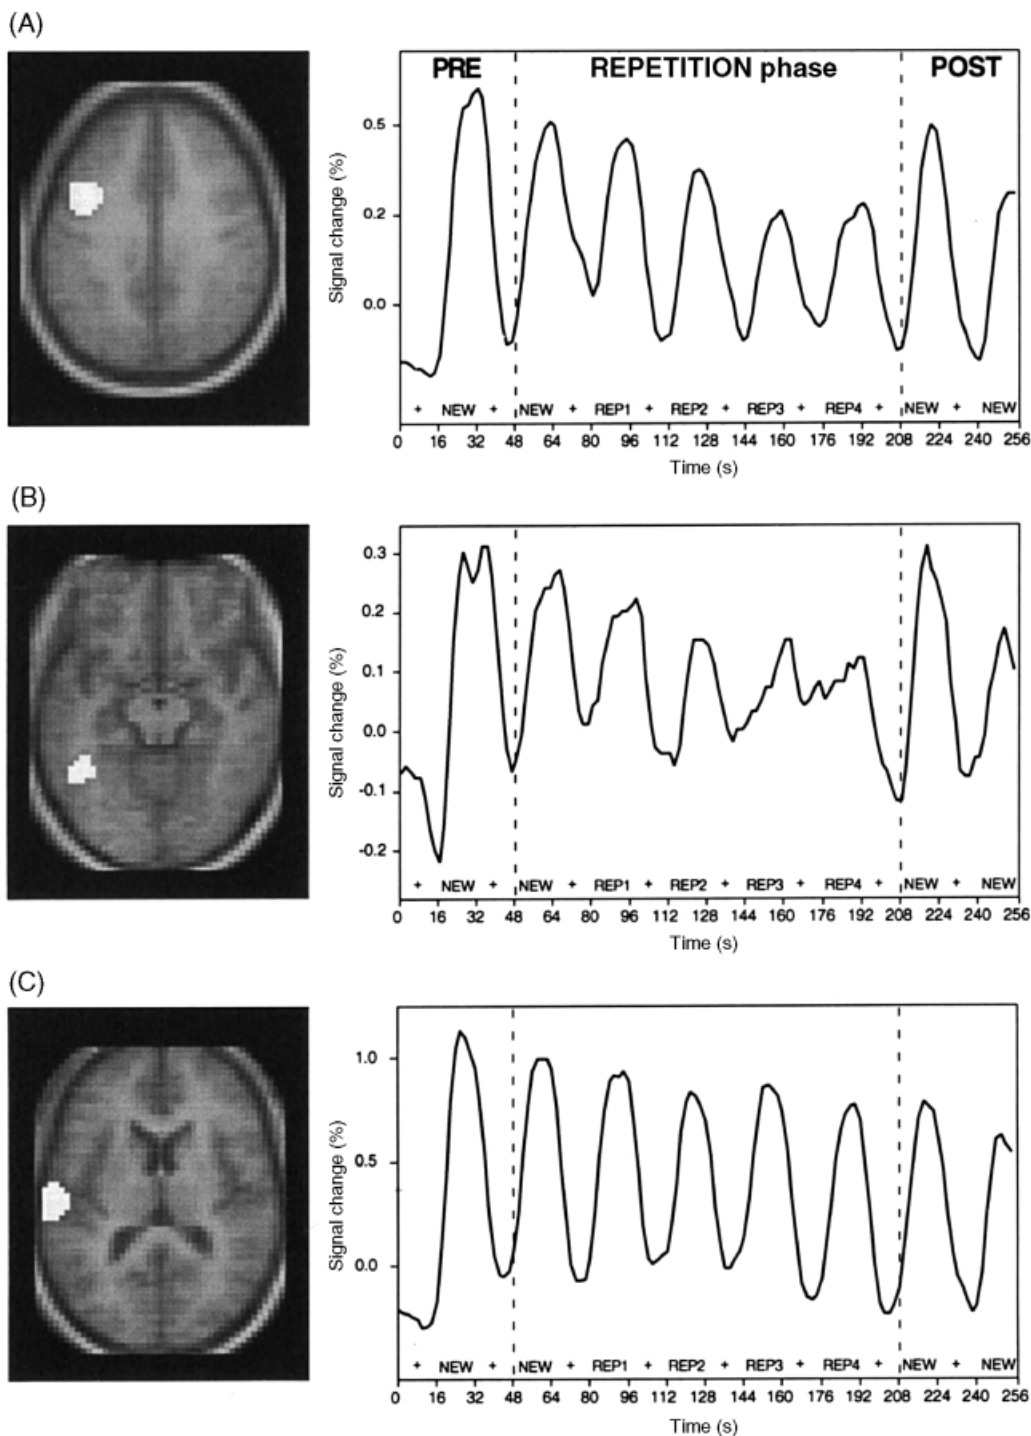 (A)
PRE REPETITION phase POST
Signal change (%)
0.5
0.2
0.0
+ NEW + NEW + REP1 + REP2 + REP3 + REP4 + NEW + NEW
0 16 32 48 64 80 96 112 128 144 176 192 208 224 240 256
Time (s)
(B)
Signal change (%)
0.3
0.2
0.1
0.0
-0.1
-0.2
+ NEW + NEW + REP1 + REP2 + REP3 + REP4 + NEW + NEW
0 16 32 48 64 80 96 112 128 144 176 192 208 224 240 256
Time (s)
(C)
Signal change (%)
1.0
0.5
0.0
+ NEW + NEW + REP1 + REP2 + REP3 + REP4 + NEW + NEW
0 16 32 48 64 80 96 112 128 144 176 192 208 224 240 256
Time (s)